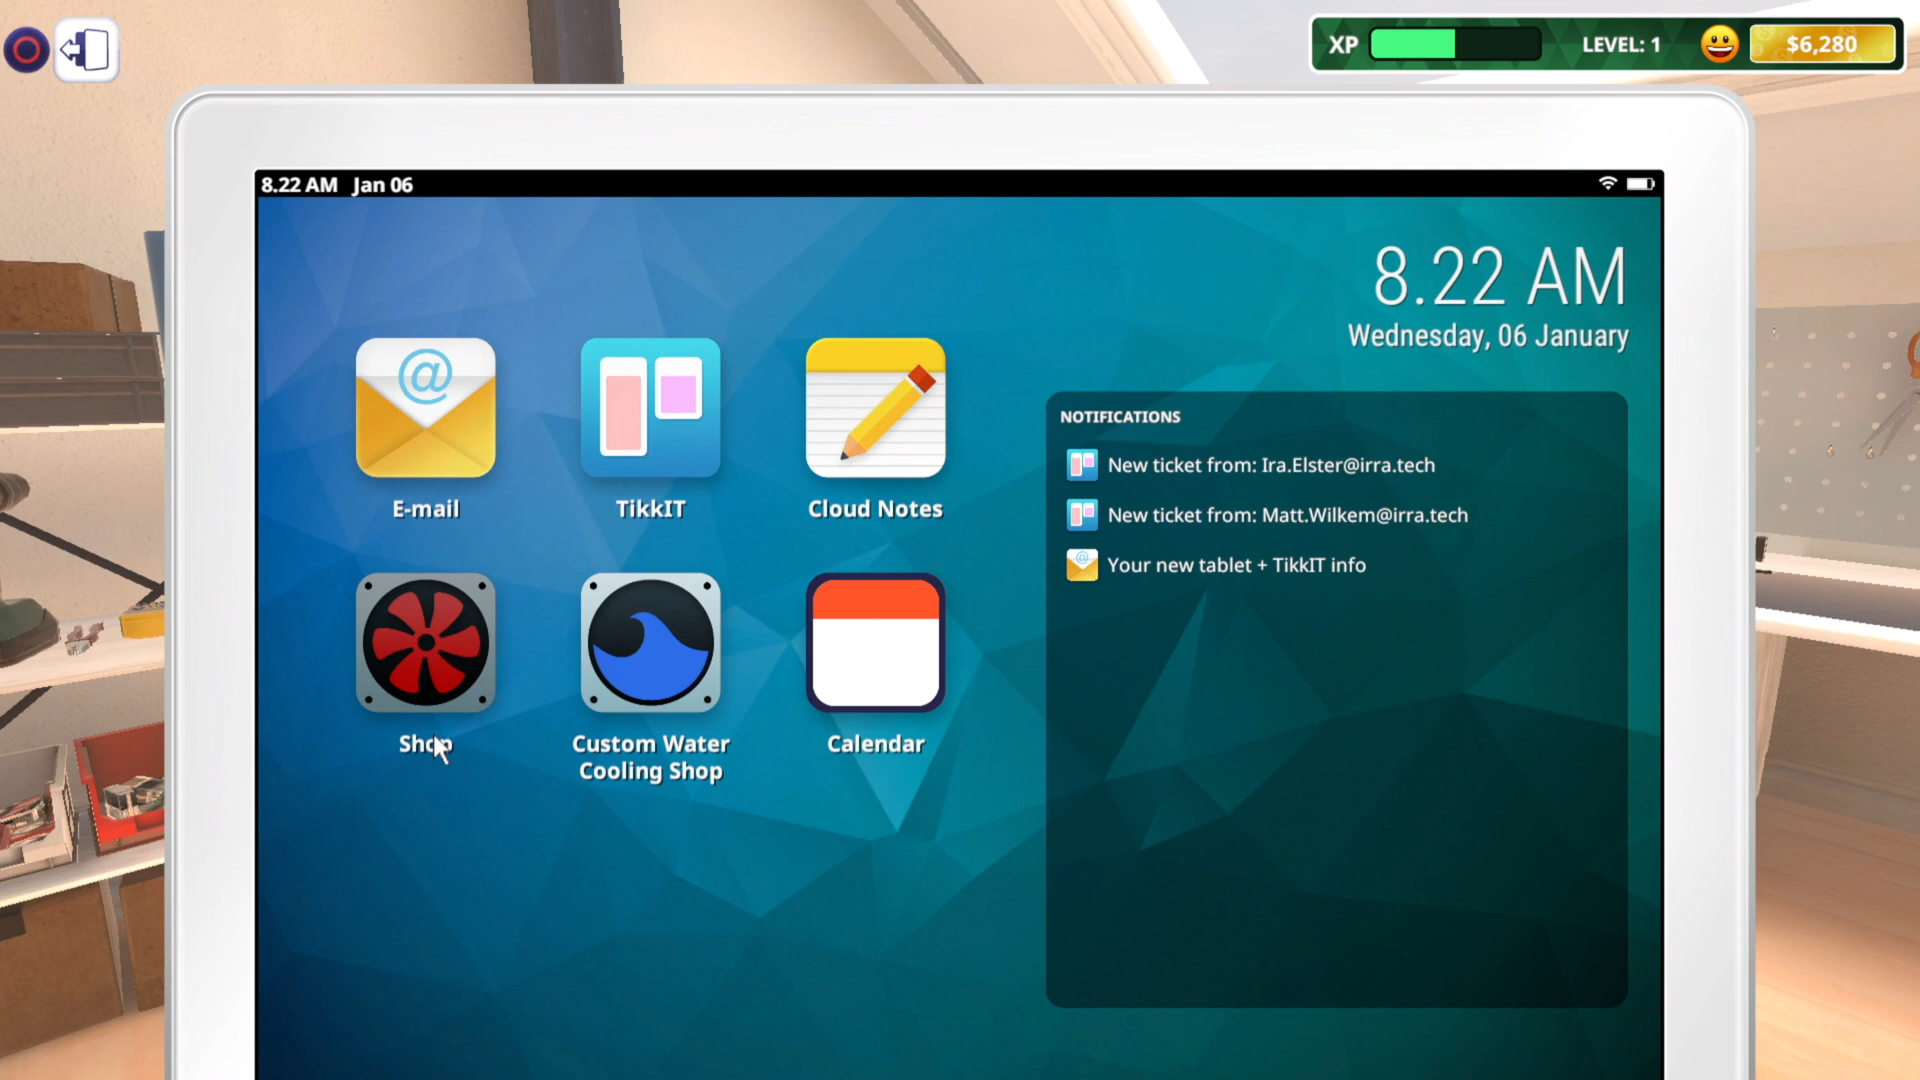 XP
LEVEL: 1
$6,280
8.22 AM Jan 06
8.22 AM
Wednesday, 06 January
@
E-mail
TikkIT
Cloud Notes
NOTIFICATIONS
New ticket from: Ira.Elster@irra.tech
New ticket from: Matt.Wilkem@irra.tech
@
Your new tablet + TikkIT info
Shop
Custom Water
Cooling Shop
Calendar